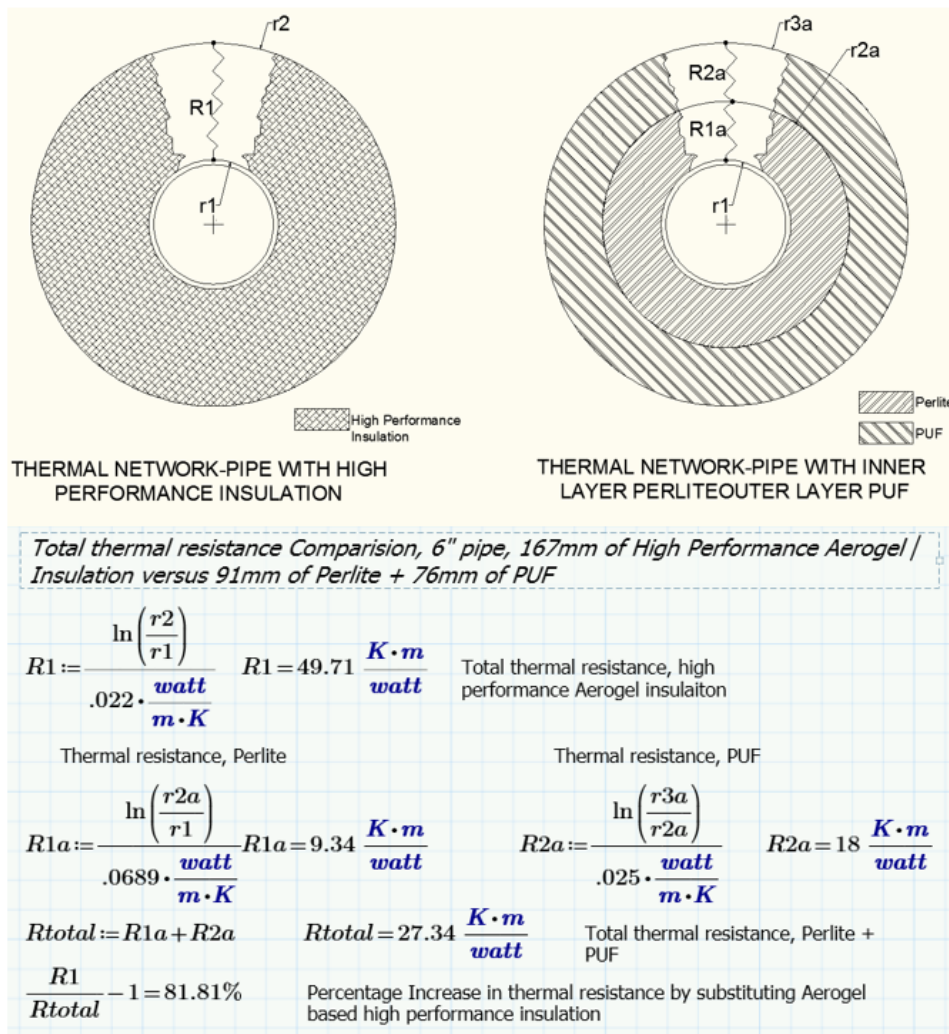 r2
R1
r1
High Performance
Insulation
THERMAL NETWORK-PIPE WITH HIGH
PERFORMANCE INSULATION
r3a
r2a
R2a
R1a
r1
Perlite
PUF
THERMAL NETWORK-PIPE WITH INNER
LAYER PERLITEOUTER LAYER PUF
Total thermal resistance Comparision, 6" pipe, 167mm of High Performance Aerogel
Insulation versus 91mm of Perlite + 76mm of PUF
R1:= ln(r2/r1) / .022·watt/m·K R1=49.71 K·m/watt
Total thermal resistance, high
performance Aerogel insulaiton
Thermal resistance, Perlite
Thermal resistance, PUF
R1a:= ln(r2a/r1) / .0689·watt/m·K R1a=9.34 K·m/watt
R2a:= ln(r3a/r2a) / .025·watt/m·K R2a=18 K·m/watt
Rtotal:=R1a+R2a Rtotal=27.34 K·m/watt
Total thermal resistance, Perlite +
PUF
R1/Rtotal −1=81.81%
Percentage Increase in thermal resistance by substituting Aerogel
based high performance insulation